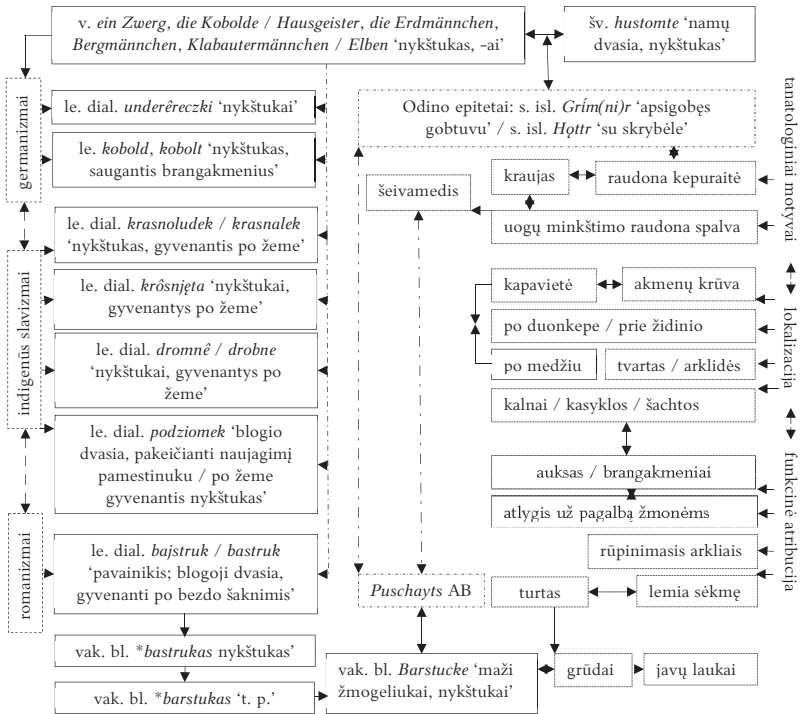 v. ein Zwerg, die Kobolde / Hausgeister, die Erdmännchen,
Bergmännchen, Klabautermännchen / Elben ‘nykštukas, -ai’
šv. hustomte ‘namų
dvasia, nykštukas’
germanizmai
le. dial. underêreczki ‘nykštukai’
le. kobold, kobolt ‘nykštukas,
saugantis brangakmenius’
indigenūs slavizmai
le. dial. krasnoludek / krasnalek
‘nykštukas, gyvenantis po žeme’
le. dial. krôsnjęta ‘nykštukai,
gyvenantys po žeme’
le. dial. dromnê / drobne
‘nykštukai, gyvenantys po
žeme’
le. dial. podziomek ‘blogio
dvasia, pakeičianti naujagimį
pamestinuku / po žeme
gyvenantis nykštukas’
romanizmai
le. dial. bajstruk / bastruk
‘pavainikis; blogoji dvasia,
gyvenanti po bezdo šaknimis’
vak. bl. *bastrukas nykštukas’
vak. bl. *barstukas ‘t. p.’
Odino epitetai: s. isl. Grím(ni)r ‘apsigobęs
gobtuvu’ / s. isl. Hǫttr ‘su skrybėle’
šeivamedis
kraujas
raudona kepuraitė
uogų minkštimo raudona spalva
kapavietė
akmenų krūva
po duonkepe / prie židinio
po medžiu
tvartas / arklidės
kalnai / kasyklos / šachtos
auksas / brangakmeniai
atlygis už pagalbą žmonėms
rūpinimasis arkliais
Puschayts AB
turtas
lemia sėkmę
vak. bl. Barstucke ‘maži
žmogeliukai, nykštukai’
grūdai
javų laukai
tanatologiniai motyvai
lokalizacija
funkcinė atribucija